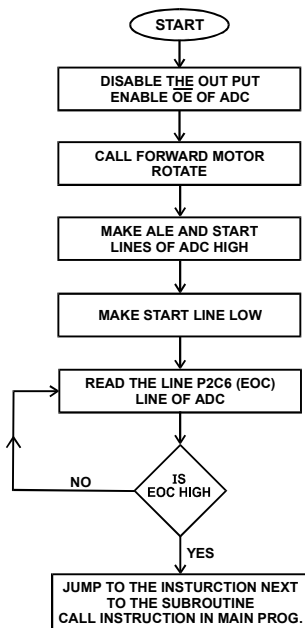 START
DISABLE THE OUT PUT
ENABLE O̅E̅ OF ADC
CALL FORWARD MOTOR
ROTATE
MAKE ALE AND START
LINES OF ADC HIGH
MAKE START LINE LOW
READ THE LINE P2C6 (EOC)
LINE OF ADC
IS
EOC HIGH
NO
YES
JUMP TO THE INSTURCTION NEXT
TO THE SUBROUTINE
CALL INSTRUCTION IN MAIN PROG.